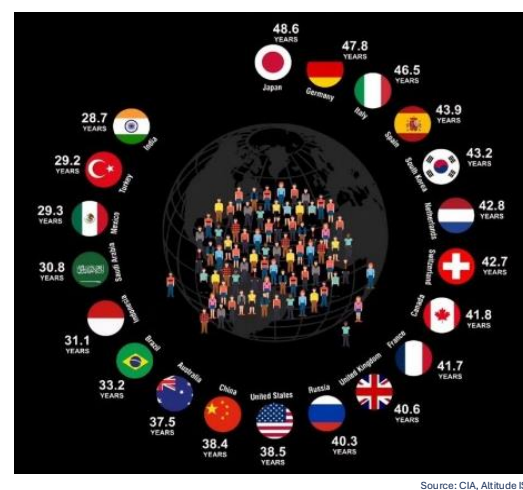 48.6
YEARS
Japan
47.8
YEARS
Germany
46.5
YEARS
Italy
43.9
YEARS
Spain
43.2
YEARS
South Korea
42.8
YEARS
Netherlands
42.7
YEARS
Switzerland
41.8
YEARS
Canada
41.7
YEARS
France
40.6
YEARS
United Kingdom
40.3
YEARS
Russia
38.5
YEARS
United States
38.4
YEARS
China
37.5
YEARS
Australia
33.2
YEARS
Brazil
31.1
YEARS
Indonesia
30.8
YEARS
Saudi Arabia
29.3
YEARS
Mexico
29.2
YEARS
Turkey
28.7
YEARS
India
Source: CIA, Altitude IS